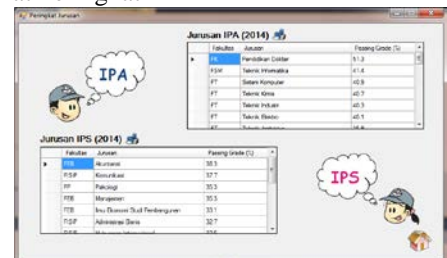 Peringkat Jurusan
Jurusan IPA (2014)
Fakultas Jurusan Passing Grade (%)
FK Pendidikan Dokter 51.3
Teknik Informatika 41.4
FT Sistem Komputer 40.9
FT Teknik Kimia 40.7
FT Teknik Industri 40.3
FT Teknik Elektro 40.1
IPA
Jurusan IPS (2014)
Fakultas Jurusan Passing Grade (%)
FEB Akuntansi 38.3
FISIP Komunikasi 37.7
FP Psikologi 35.3
FEB Manajemen 35.3
FEB Ilmu Ekonomi Studi Pembangunan 33.1
FISIP Administrasi Bisnis 32.7
IPS